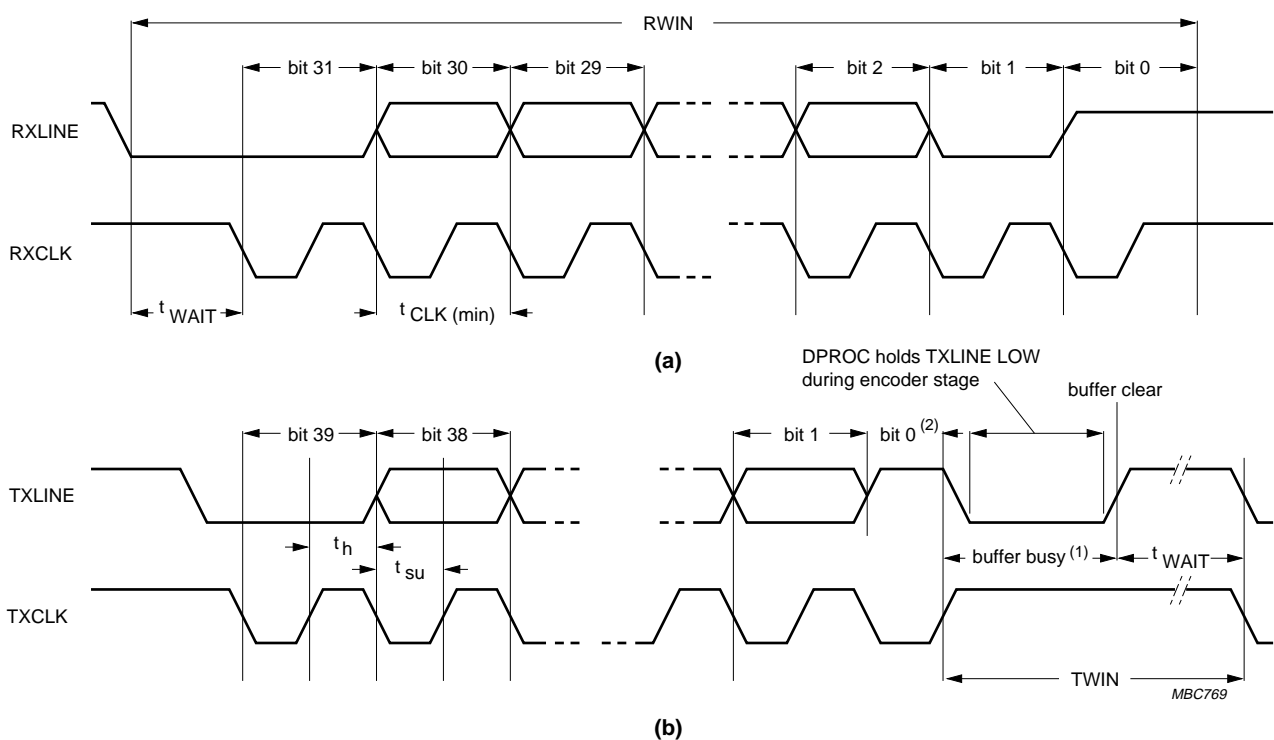 RWIN
bit 31
bit 30
bit 29
bit 2
bit 1
bit 0
RXLINE
RXCLK
t WAIT
t CLK (min)
(a)
DPROC holds TXLINE LOW
during encoder stage
buffer clear
bit 39
bit 38
bit 1
bit 0 (2)
TXLINE
t h
t su
buffer busy (1)
t WAIT
TXCLK
TWIN
MBC769
(b)